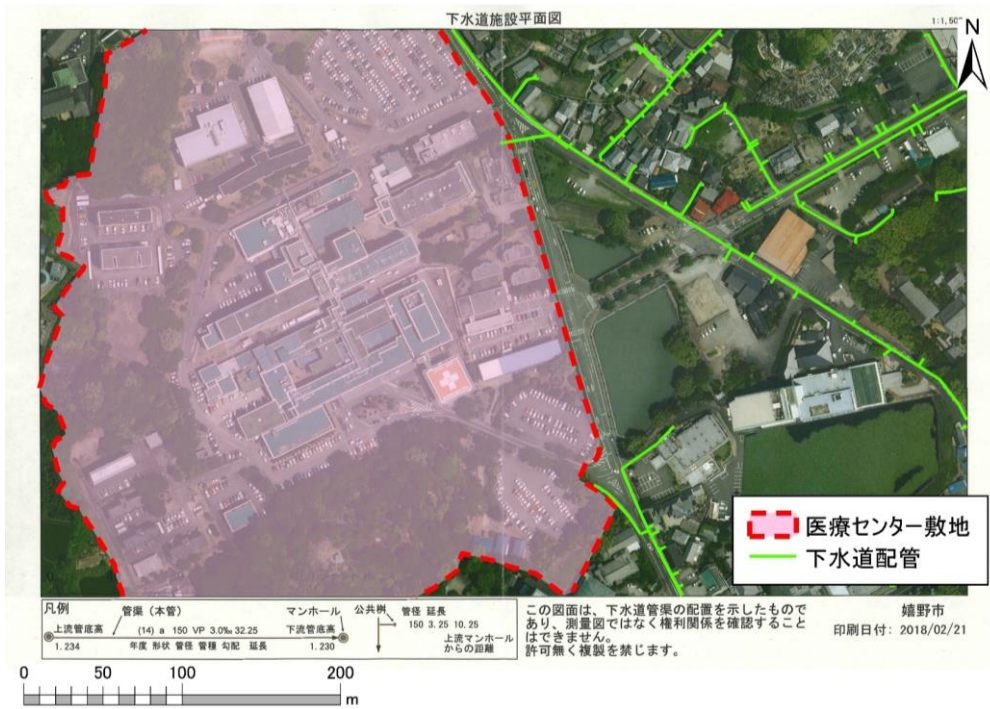 下水道施設平面図
N
医療センター敷地
下水道配管
凡例
管渠（本管）
マンホール
公共桝
管径 延長
上流管底高
(14) a 150 VP 3.0‰ 32.25
下流管底高
150 3.25 10.25
1.234
年度 形状 管径 管種 勾配 延長
1.230
上流マンホール
からの距離
この図面は、下水道管渠の配置を示したもので
あり、測量図ではなく権利関係を確認すること
はできません。
許可無く複製を禁じます。
嬉野市
印刷日付: 2018/02/21
0 50 100 200
m